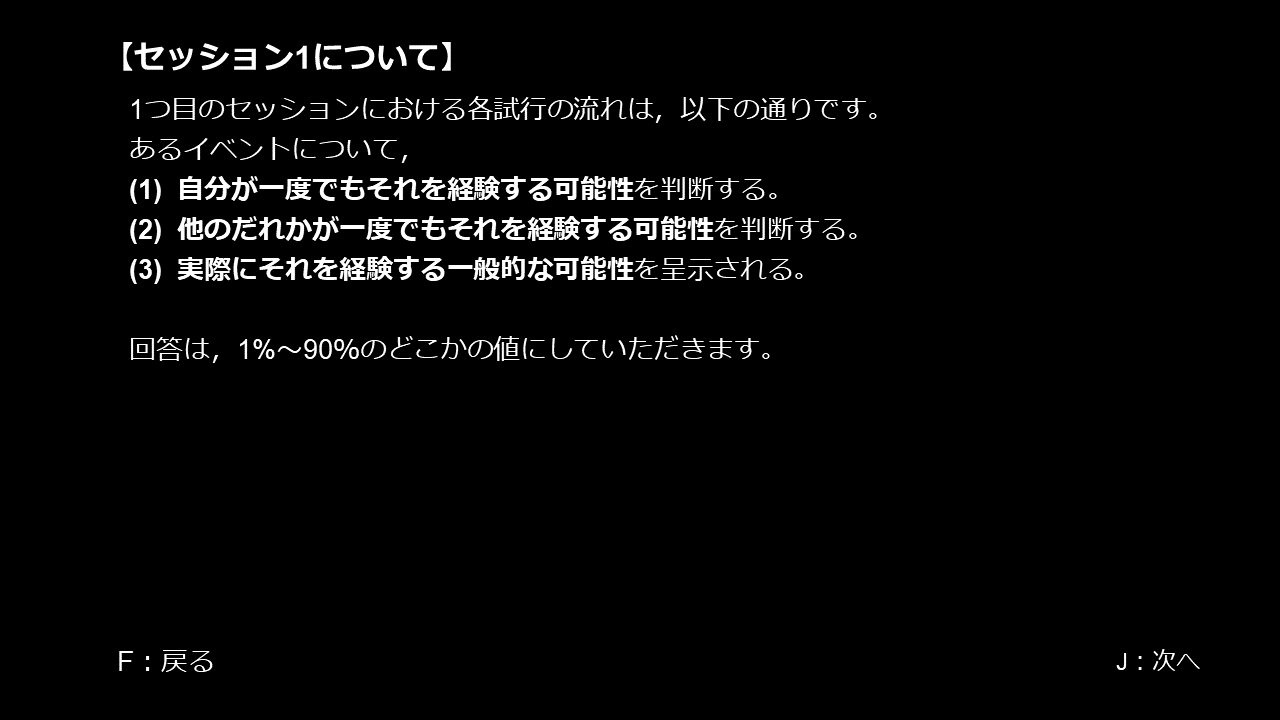 【セッション1について】
1つ目のセッションにおける各試行の流れは，以下の通りです。
あるイベントについて，
(1) 自分が一度でもそれを経験する可能性を判断する。
(2) 他のだれかが一度でもそれを経験する可能性を判断する。
(3) 実際にそれを経験する一般的な可能性を呈示される。
回答は，1%～90%のどこかの値にしていただきます。
F：戻る
J：次へ